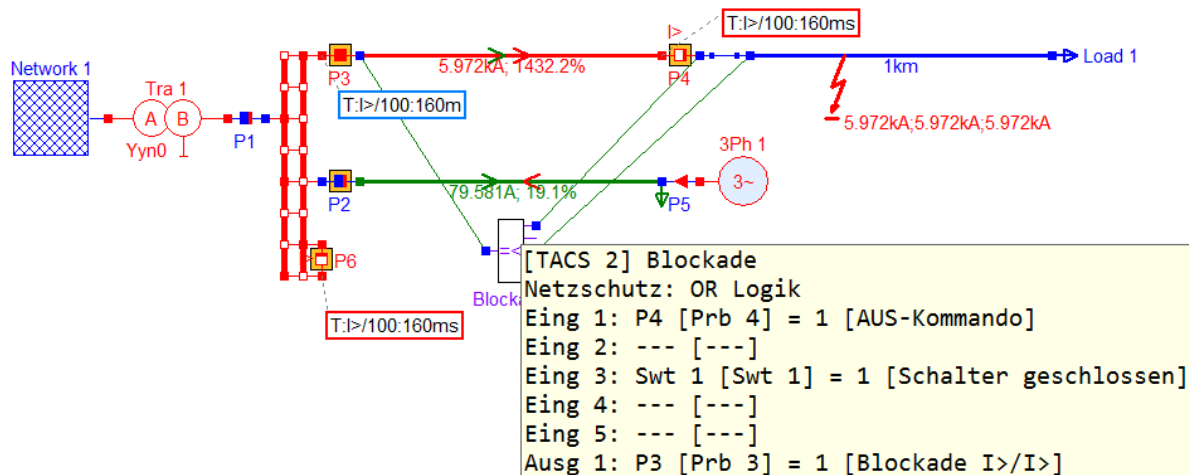 T:I>/100:160ms
I>
Network 1
Tra 1
A B
Yyn0
P1
P3
5.972kA; 1432.2%
P4
1km
Load 1
T:I>/100:160m
5.972kA;5.972kA;5.972kA
3Ph 1
3~
P2
79.581A; 19.1%
P5
P6
T:I>/100:160ms
[TACS 2] Blockade
Netzschutz: OR Logik
Eing 1: P4 [Prb 4] = 1 [AUS-Kommando]
Eing 2: --- [---]
Eing 3: Swt 1 [Swt 1] = 1 [Schalter geschlossen]
Eing 4: --- [---]
Eing 5: --- [---]
Ausg 1: P3 [Prb 3] = 1 [Blockade I>/I>]